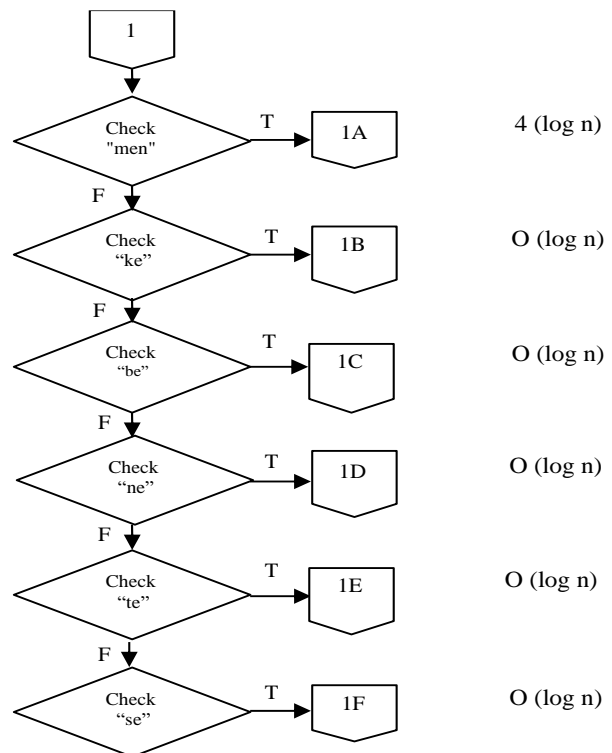 1
Check
"men"
T
1A
4 (log n)
F
Check
“ke”
T
1B
O (log n)
F
Check
“be”
T
1C
O (log n)
F
Check
“ne”
T
1D
O (log n)
F
Check
“te”
T
1E
O (log n)
F
Check
“se”
T
1F
O (log n)